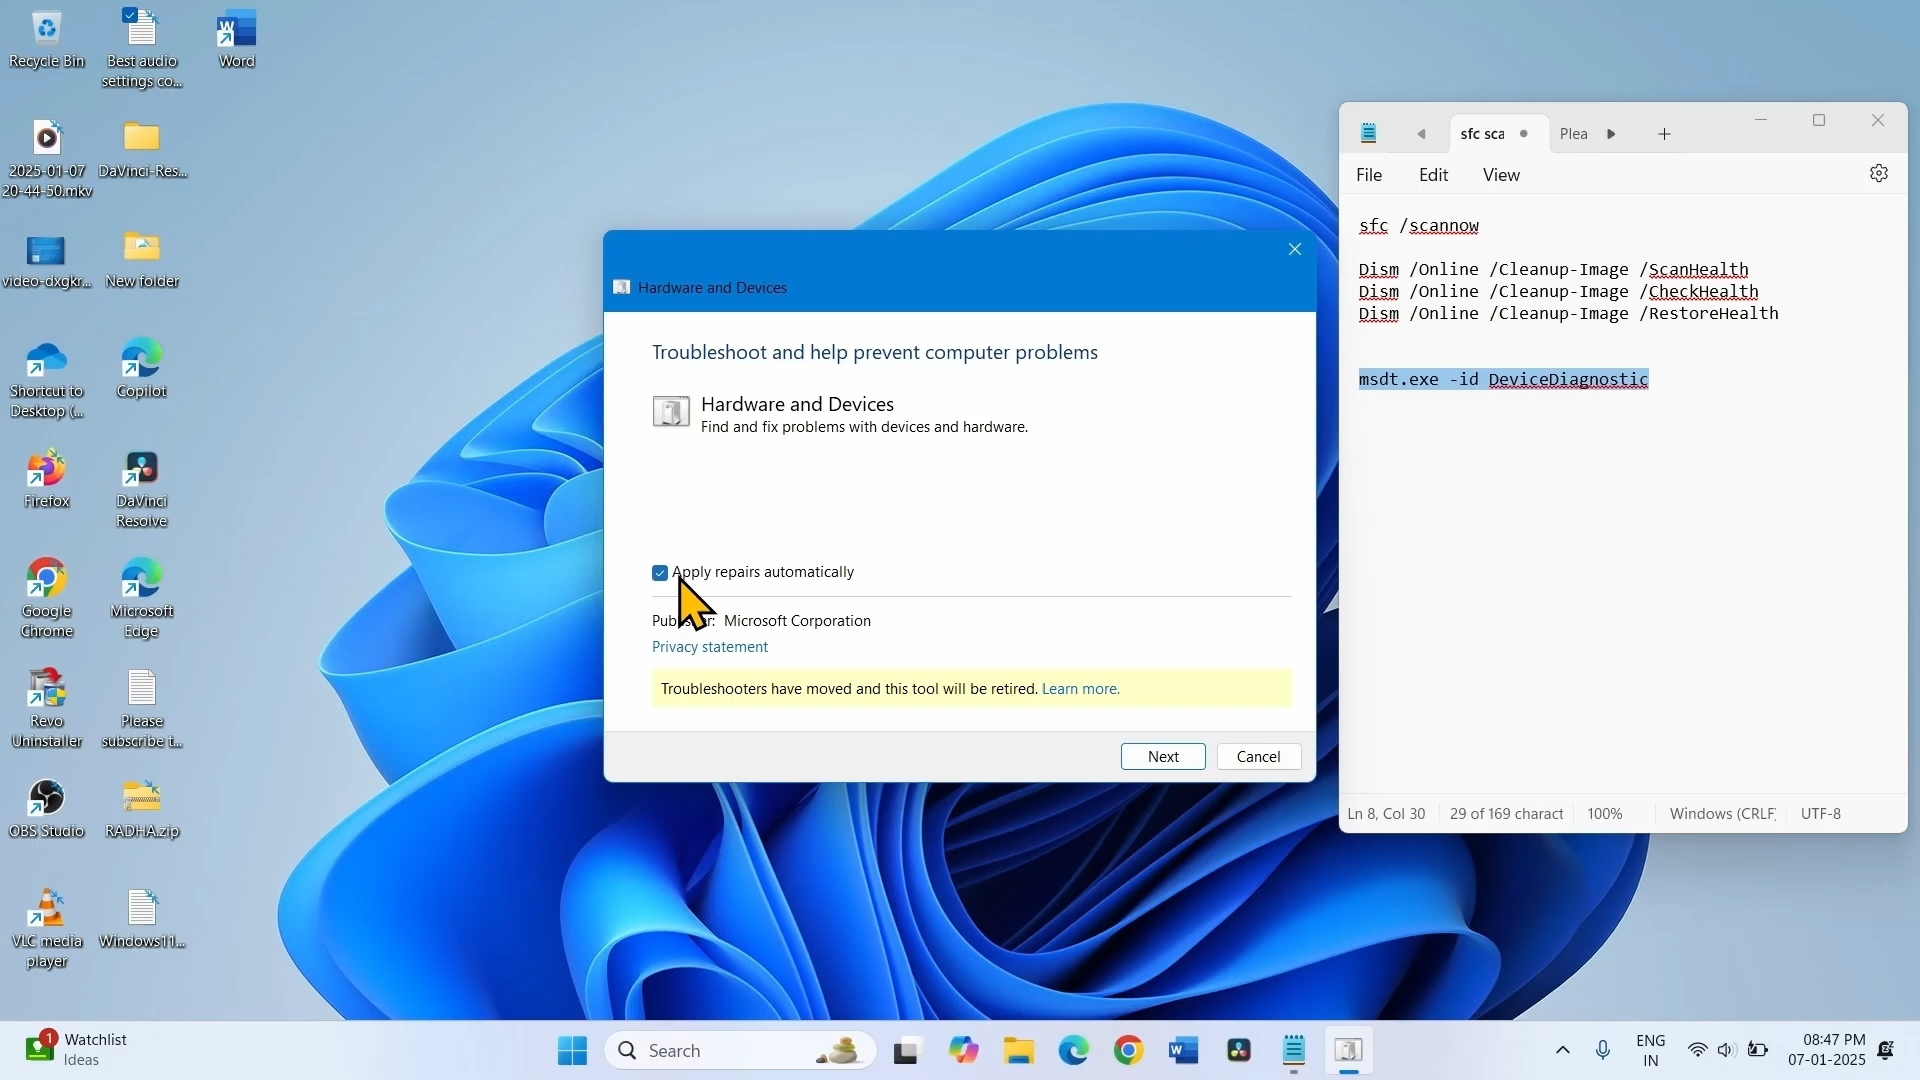 Recycle Bin
Best audio
settings co...
Word
2025-01-07
20-44-50.mkv
DaVinci-Res...
video-dxgkr...
New folder
Shortcut to
Desktop (...
Copilot
Firefox
DaVinci
Resolve
Google
Chrome
Microsoft
Edge
Revo
Uninstaller
Please
subscribe t...
OBS Studio
RADHA.zip
VLC media
player
Windows11...
Hardware and Devices
Troubleshoot and help prevent computer problems
Hardware and Devices
Find and fix problems with devices and hardware.
Apply repairs automatically
Microsoft Corporation
Privacy statement
Troubleshooters have moved and this tool will be retired. Learn more.
Next
Cancel
sfc sca
Plea
File
Edit
View
sfc /scannow
Dism /Online /Cleanup-Image /ScanHealth
Dism /Online /Cleanup-Image /CheckHealth
Dism /Online /Cleanup-Image /RestoreHealth
msdt.exe -id DeviceDiagnostic
Ln 8, Col 30
29 of 169 charact
100%
Windows (CRLF
UTF-8
1
Watchlist
Ideas
Search
ENG
IN
08:47 PM
07-01-2025